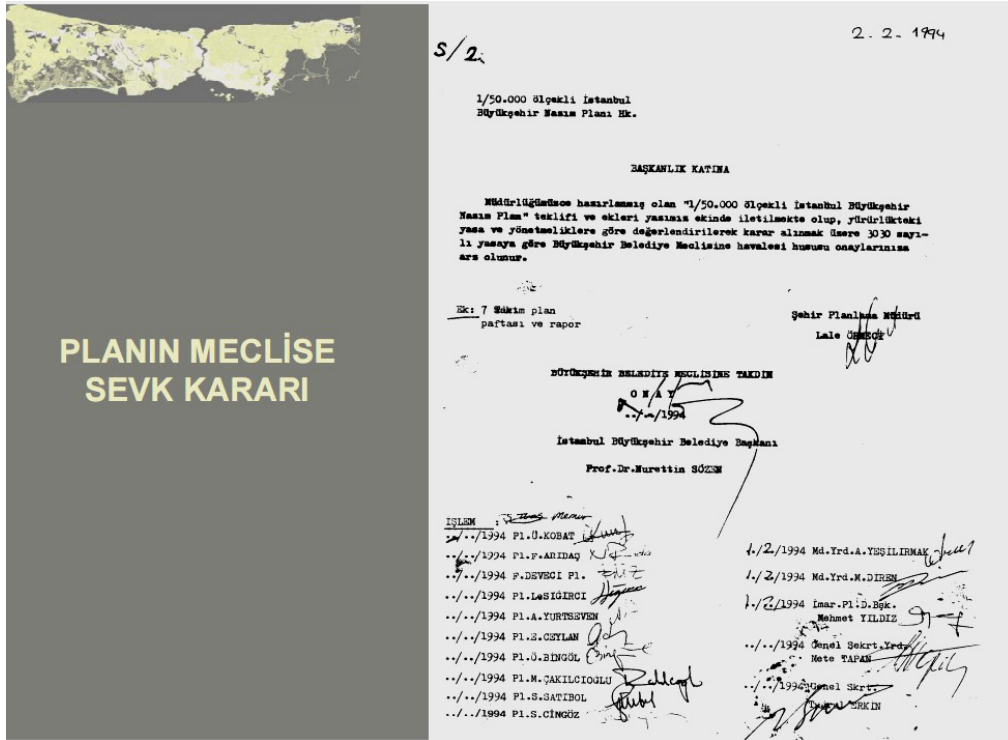 PLANIN MECLİSE
SEVK KARARI
2. 2. 1994
S/2
1/50.000 ölçekli İstanbul
Büyükşehir Nazım Planı Hk.
BAŞKANLIK KATINA
Müdürlüğümüzce hazırlanmış olan "1/50.000 ölçekli İstanbul Büyükşehir
Nazım Plan" teklifi ve ekleri yazımız ekinde iletilmekte olup, yürürlükteki
yasa ve yönetmeliklere göre değerlendirilerek karar alınmak üzere 3030 sayı-
lı yasaya göre Büyükşehir Belediye Meclisine havalesi hususu onaylarınıza
arz olunur.
Ek: 7 takım plan
paftası ve rapor
Şehir Planlama Müdürü
Lale ÖRNEGİ
BÜYÜKŞEHİR BELEDİYE MECLİSİNE TAKDİM
O N A Y
../../1994
İstanbul Büyükşehir Belediye Başkanı
Prof.Dr.Nurettin SÖZEN
İŞLEM :
../../1994 Pl.Ü.KOBAT
../../1994 Pl.F.ARIDAĞ
../../1994 F.DEVECİ Pl.
../../1994 Pl.L.SIĞIRCI
../../1994 Pl.A.YURTSEVEN
../../1994 Pl.E.CEYLAN
../../1994 Pl.Ö.BİNGÖL
../../1994 Pl.M.ÇAKILCIOGLU
../../1994 Pl.S.SATIBOL
../../1994 Pl.S.CİNGÖZ
1./2/1994 Md.Yrd.A.YEŞİLIRMAK
1./2/1994 Md.Yrd.M.DİREN
1./2/1994 İmar.Pl.D.Bşk.
Mehmet YILDIZ
../../1994 Genel Sekrt.Yrd.
Mete TAPAN
../../1994 Genel Skrt.
ERKİN